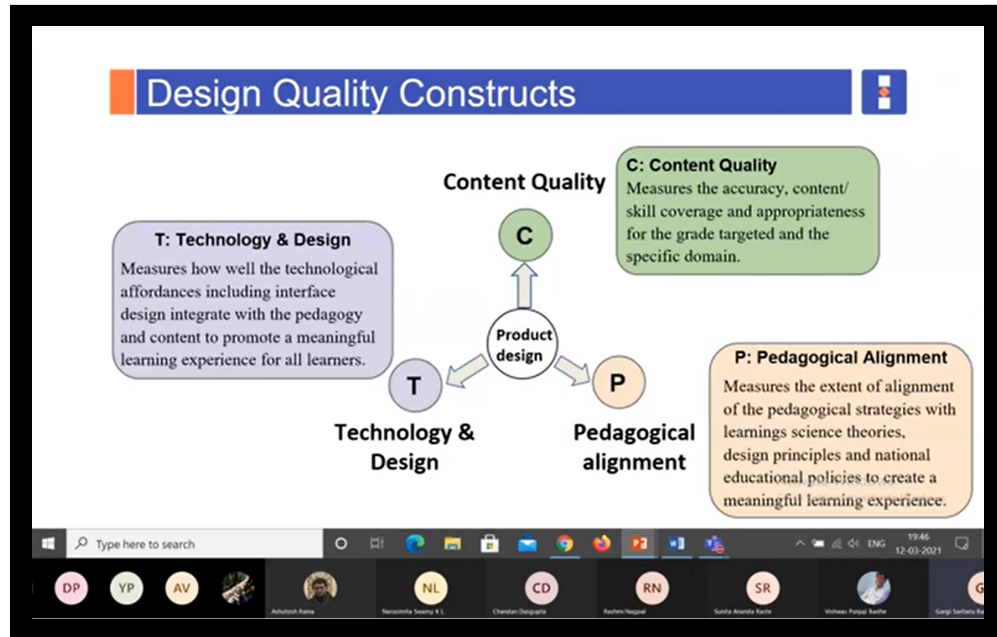 Design Quality Constructs
Content Quality
C: Content Quality
Measures the accuracy, content/
skill coverage and appropriateness
for the grade targeted and the
specific domain.
C
T: Technology & Design
Measures how well the technological
affordances including interface
design integrate with the pedagogy
and content to promote a meaningful
learning experience for all learners.
Product
design
T
P
Technology &
Design
Pedagogical
alignment
P: Pedagogical Alignment
Measures the extent of alignment
of the pedagogical strategies with
learnings science theories,
design principles and national
educational policies to create a
meaningful learning experience.
Type here to search
ENG
19:46
12-03-2021
DP
YP
AV
NL
CD
RN
SR
G
Ashutosh Raina
Narasimha Swamy K L
Chandan Dasgupta
Rashmi Nagpal
Sunita Ananda Raste